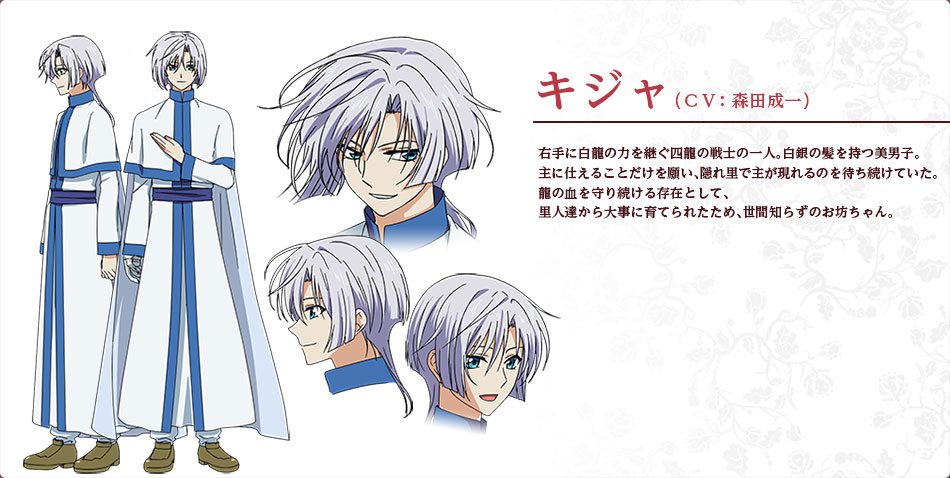 キジャ(CV:森田成一)
右手に白龍の力を継ぐ四龍の戦士の一人。白銀の髪を持つ美男子。
主に仕えることだけを願い、隠れ里で主が現れるのを待ち続けていた。
龍の血を守り続ける存在として、
里人達から大事に育てられたため、世間知らずのお坊ちゃん。